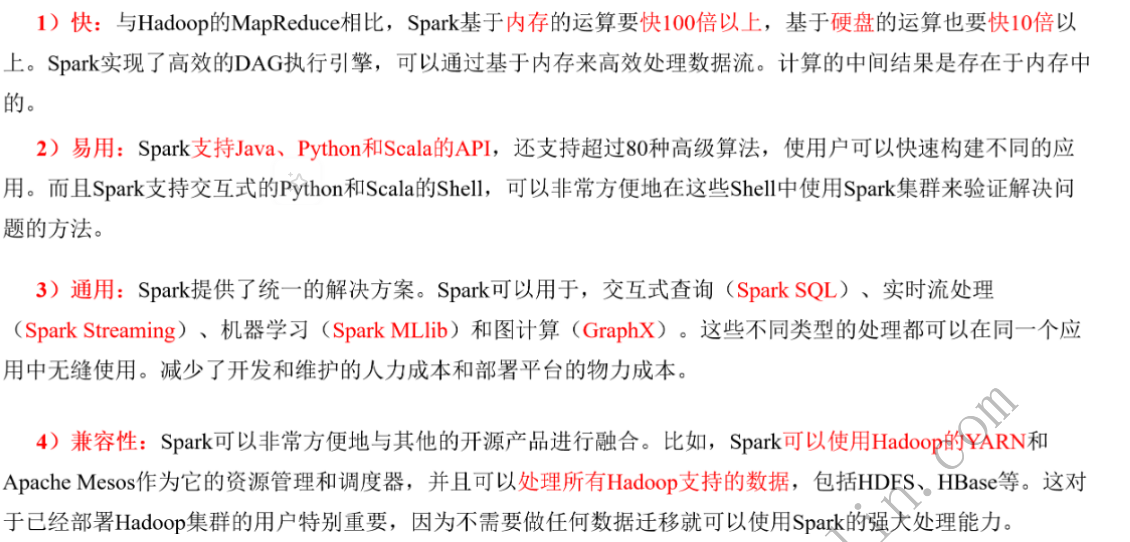 1）快：与Hadoop的MapReduce相比，Spark基于内存的运算要快100倍以上，基于硬盘的运算也要快10倍以
上。Spark实现了高效的DAG执行引擎，可以通过基于内存来高效处理数据流。计算的中间结果是存在于内存中
的。
2）易用：Spark支持Java、Python和Scala的API，还支持超过80种高级算法，使用户可以快速构建不同的应
用。而且Spark支持交互式的Python和Scala的Shell，可以非常方便地在这些Shell中使用Spark集群来验证解决问
题的方法。
3）通用：Spark提供了统一的解决方案。Spark可以用于，交互式查询（Spark SQL）、实时流处理
（Spark Streaming）、机器学习（Spark MLlib）和图计算（GraphX）。这些不同类型的处理都可以在同一个应
用中无缝使用。减少了开发和维护的人力成本和部署平台的物力成本。
4）兼容性：Spark可以非常方便地与其他的开源产品进行融合。比如，Spark可以使用Hadoop的YARN和
Apache Mesos作为它的资源管理和调度器，并且可以处理所有Hadoop支持的数据，包括HDFS、HBase等。这对
于已经部署Hadoop集群的用户特别重要，因为不需要做任何数据迁移就可以使用Spark的强大处理能力。